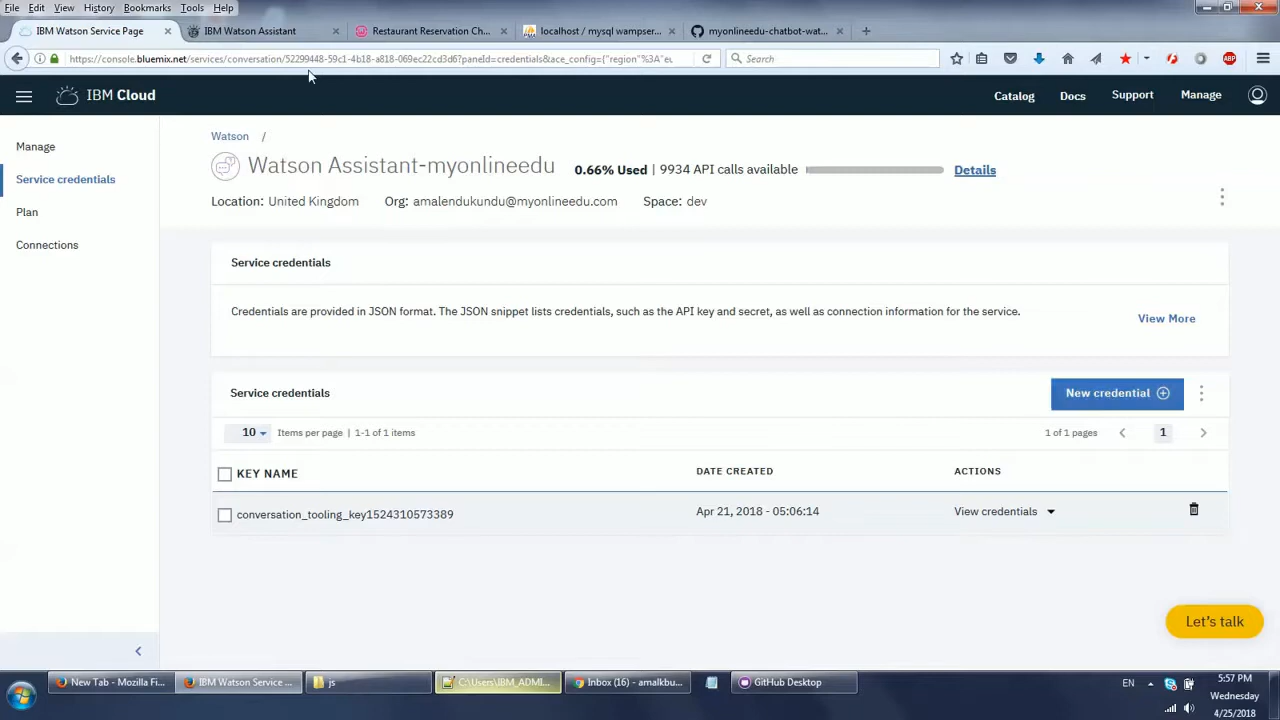 File Edit View History Bookmarks Tools Help
IBM Watson Service Page × IBM Watson Assistant × Restaurant Reservation Ch... × localhost / mysql wampser... × myonlineedu-chatbot-wat... × +
https://console.bluemix.net/services/conversation/52299448-59c1-4b18-a818-069ec22cd3d6?panelId=credentials&ace_config={"region"%3A"eu Search
IBM Cloud Catalog Docs Support Manage
Manage
Service credentials
Plan
Connections
Watson /
Watson Assistant-myonlineedu 0.66% Used | 9934 API calls available Details
Location: United Kingdom Org: amalendukundu@myonlineedu.com Space: dev
Service credentials
Credentials are provided in JSON format. The JSON snippet lists credentials, such as the API key and secret, as well as connection information for the service.
View More
Service credentials New credential
10 Items per page | 1-1 of 1 items 1 of 1 pages 1
KEY NAME DATE CREATED ACTIONS
conversation_tooling_key1524310573389 Apr 21, 2018 - 05:06:14 View credentials
Let's talk
New Tab - Mozilla Fi... IBM Watson Service ... js C:\Users\IBM_ADMI... Inbox (16) - amalkbu... GitHub Desktop EN
5:57 PM
Wednesday
4/25/2018